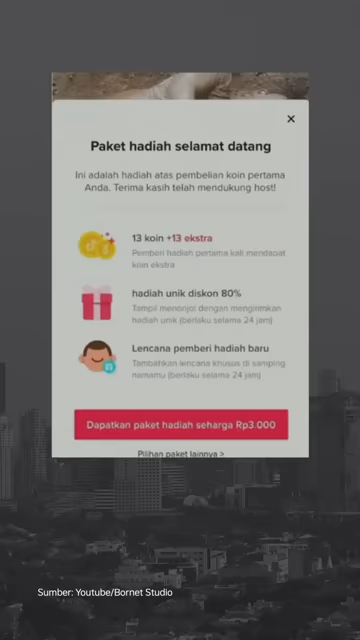 Paket hadiah selamat datang
Ini adalah hadiah atas pembelian koin pertama
Anda. Terima kasih telah mendukung host!
13 koin +13 ekstra
Pemberi hadiah pertama kali mendapat
koin ekstra
hadiah unik diskon 80%
Tampil menonjol dengan mengirimkan
hadiah unik (berlaku selama 24 jam)
Lencana pemberi hadiah baru
Tambahkan lencana khusus di samping
namamu (berlaku selama 24 jam)
Dapatkan paket hadiah seharga Rp3.000
Pilihan paket lainnya >
Sumber: Youtube/Bornet Studio